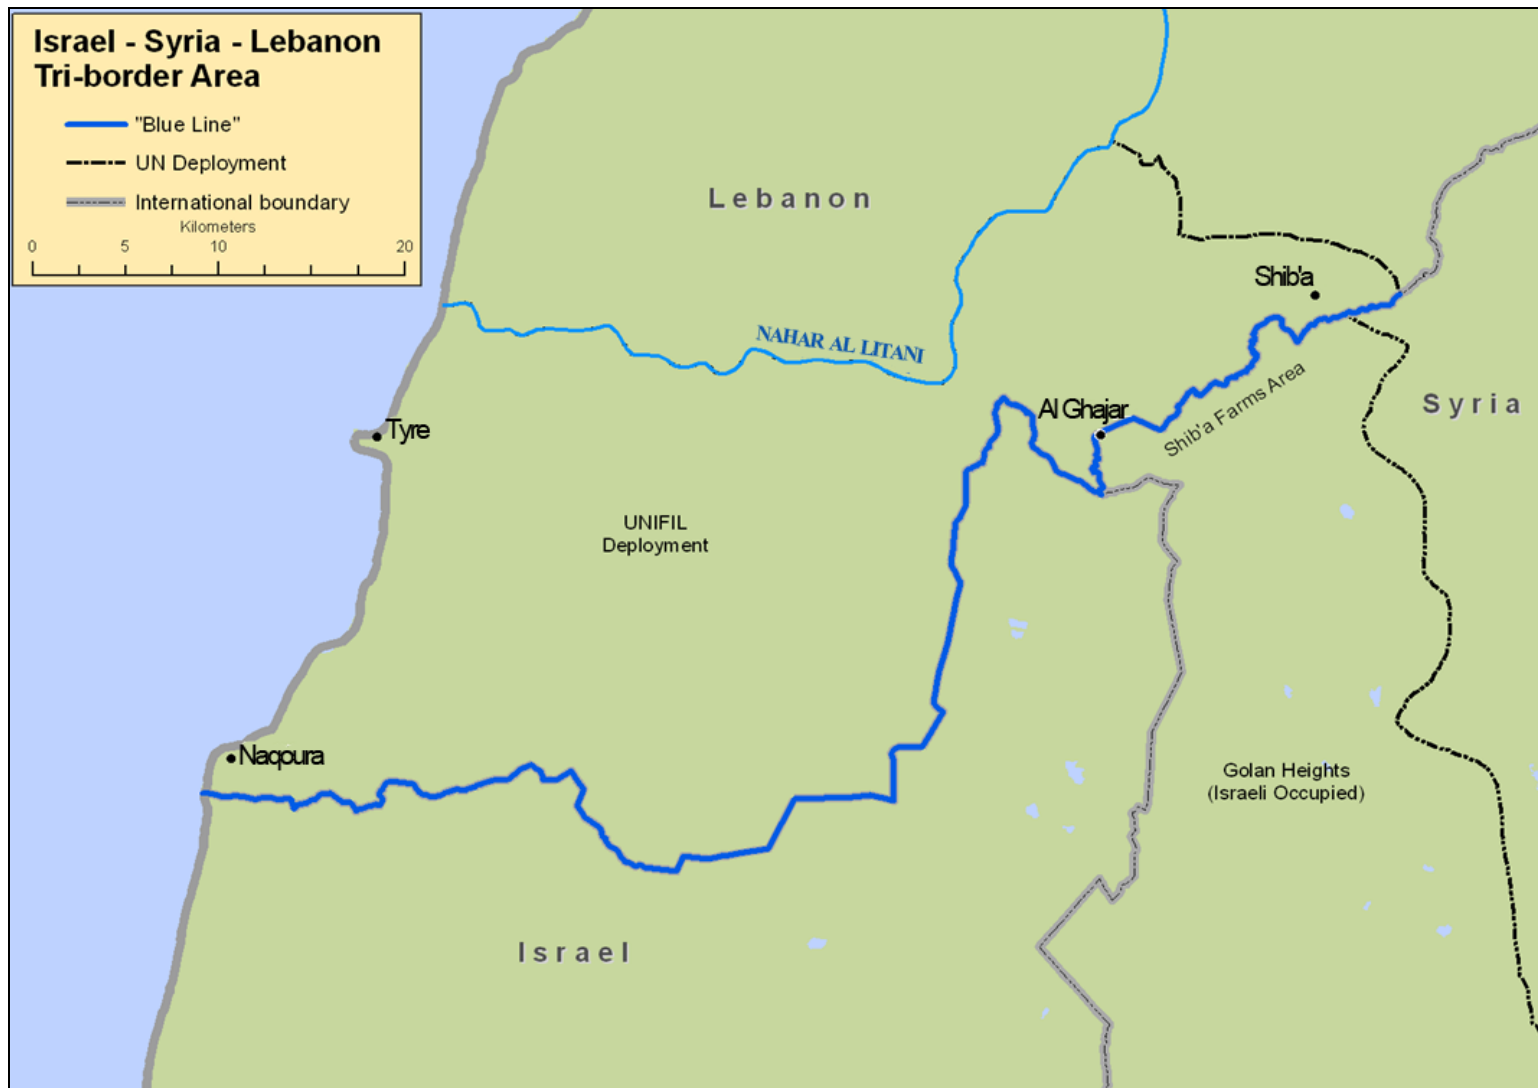 Israel - Syria - Lebanon
Tri-border Area
"Blue Line"
UN Deployment
International boundary
Kilometers
0 5 10 20
Lebanon
Shib'a
NAHAR AL LITANI
Al Ghajar
Shib'a Farms Area
Syria
Tyre
UNIFIL
Deployment
Naqoura
Golan Heights
(Israeli Occupied)
Israel